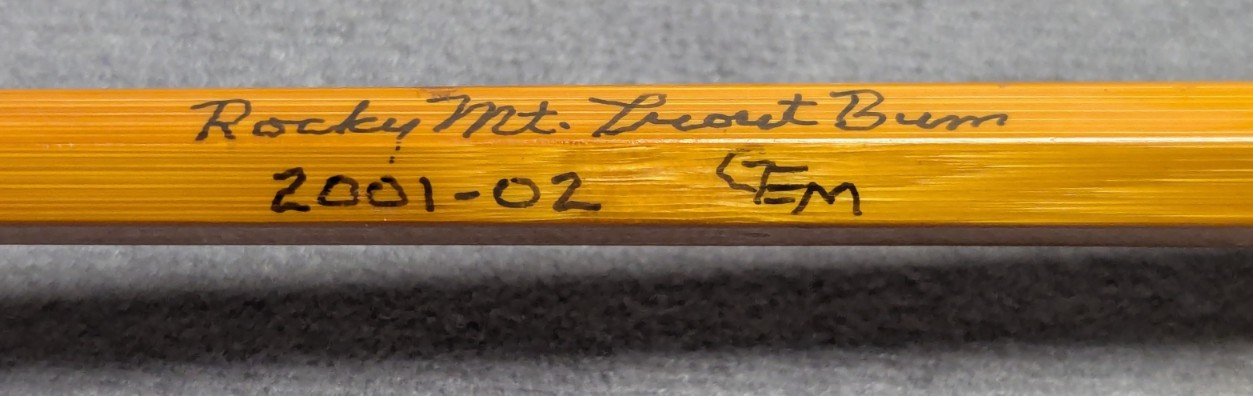 Rocky Mt. Trout Bum
2001-02 GEM